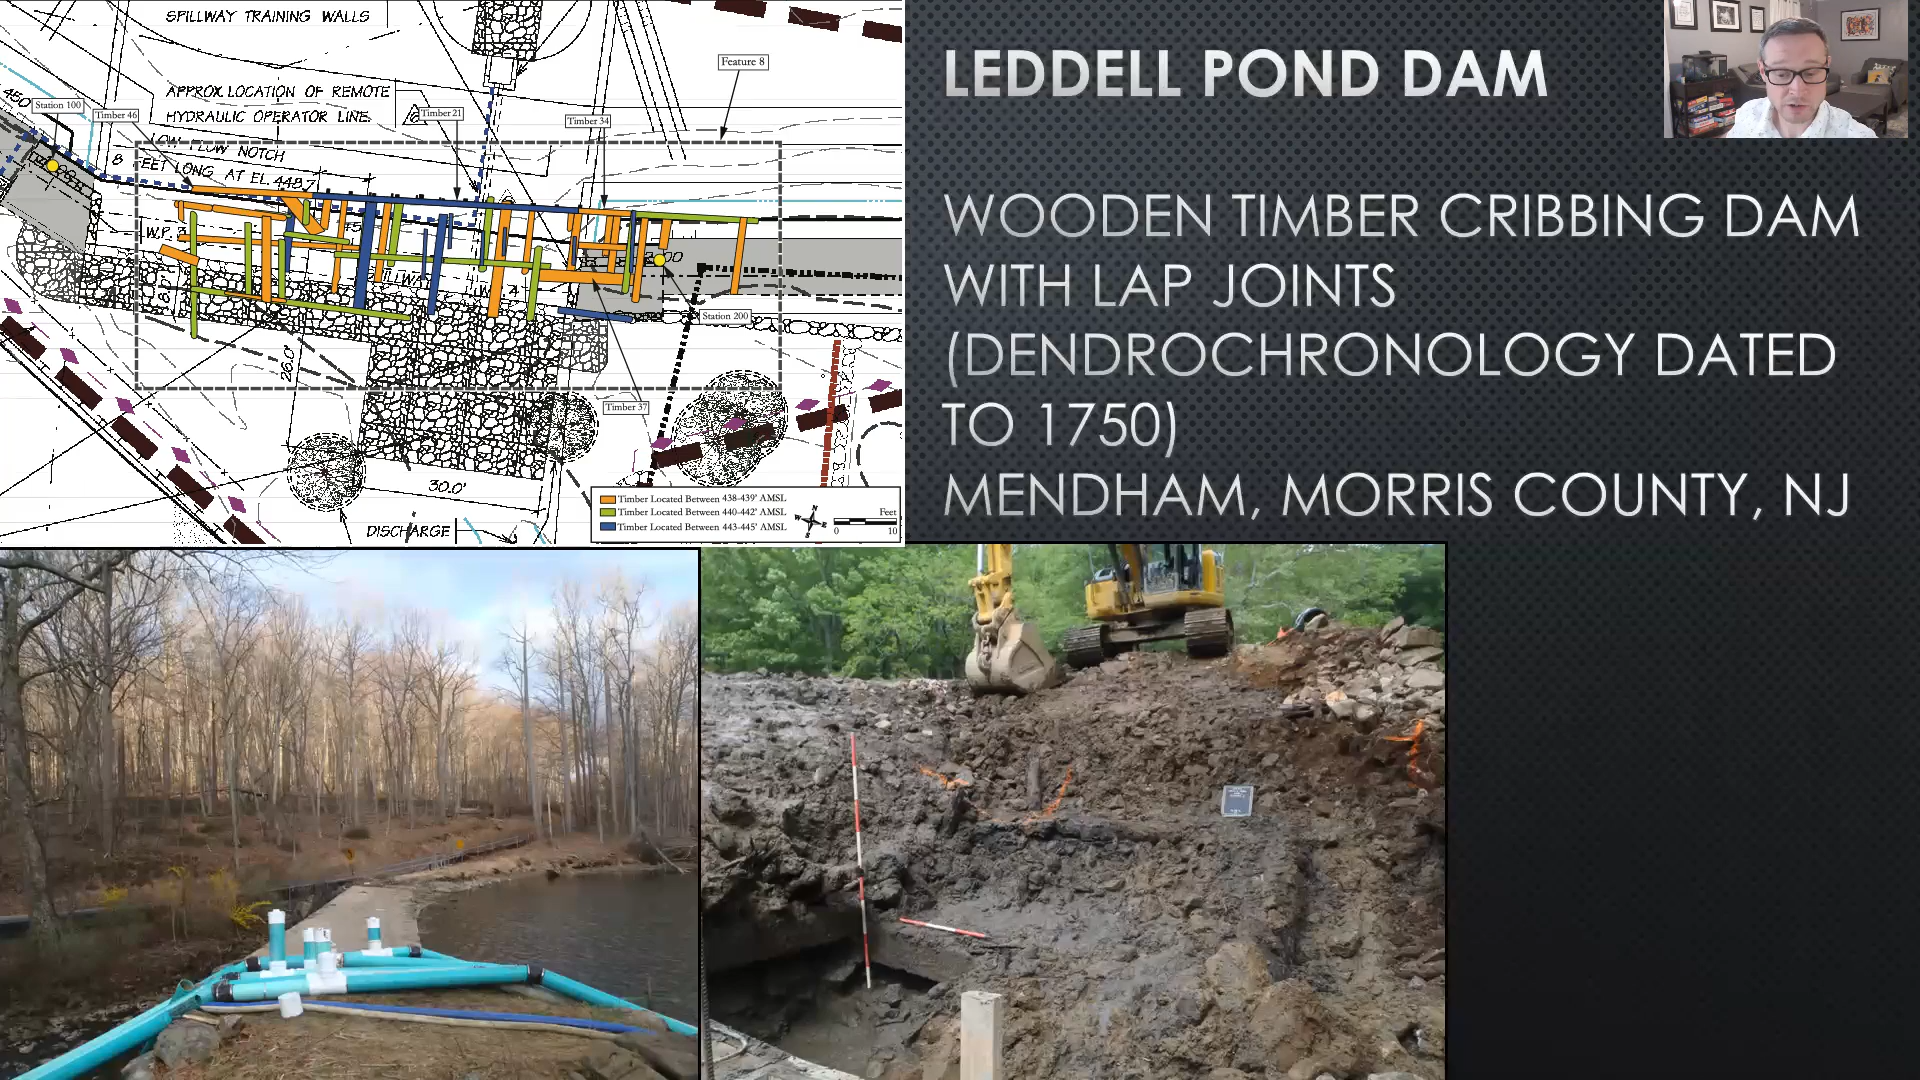 SPILLWAY TRAINING WALLS
Feature 8
APPROX. LOCATION OF REMOTE
HYDRAULIC OPERATOR LINE.
450
Station 100
Timber 46
Timber 21
Timber 34
LOW FLOW NOTCH
8 FEET LONG AT EL. 448.7
W.P. 3
Station 200
26.0'
Timber 37
30.0'
DISCHARGE
Timber Located Between 438-439' AMSL
Timber Located Between 440-442' AMSL
Timber Located Between 443-445' AMSL
Feet
0 10
LEDDELL POND DAM
WOODEN TIMBER CRIBBING DAM
WITH LAP JOINTS
(DENDROCHRONOLOGY DATED
TO 1750)
MENDHAM, MORRIS COUNTY, NJ